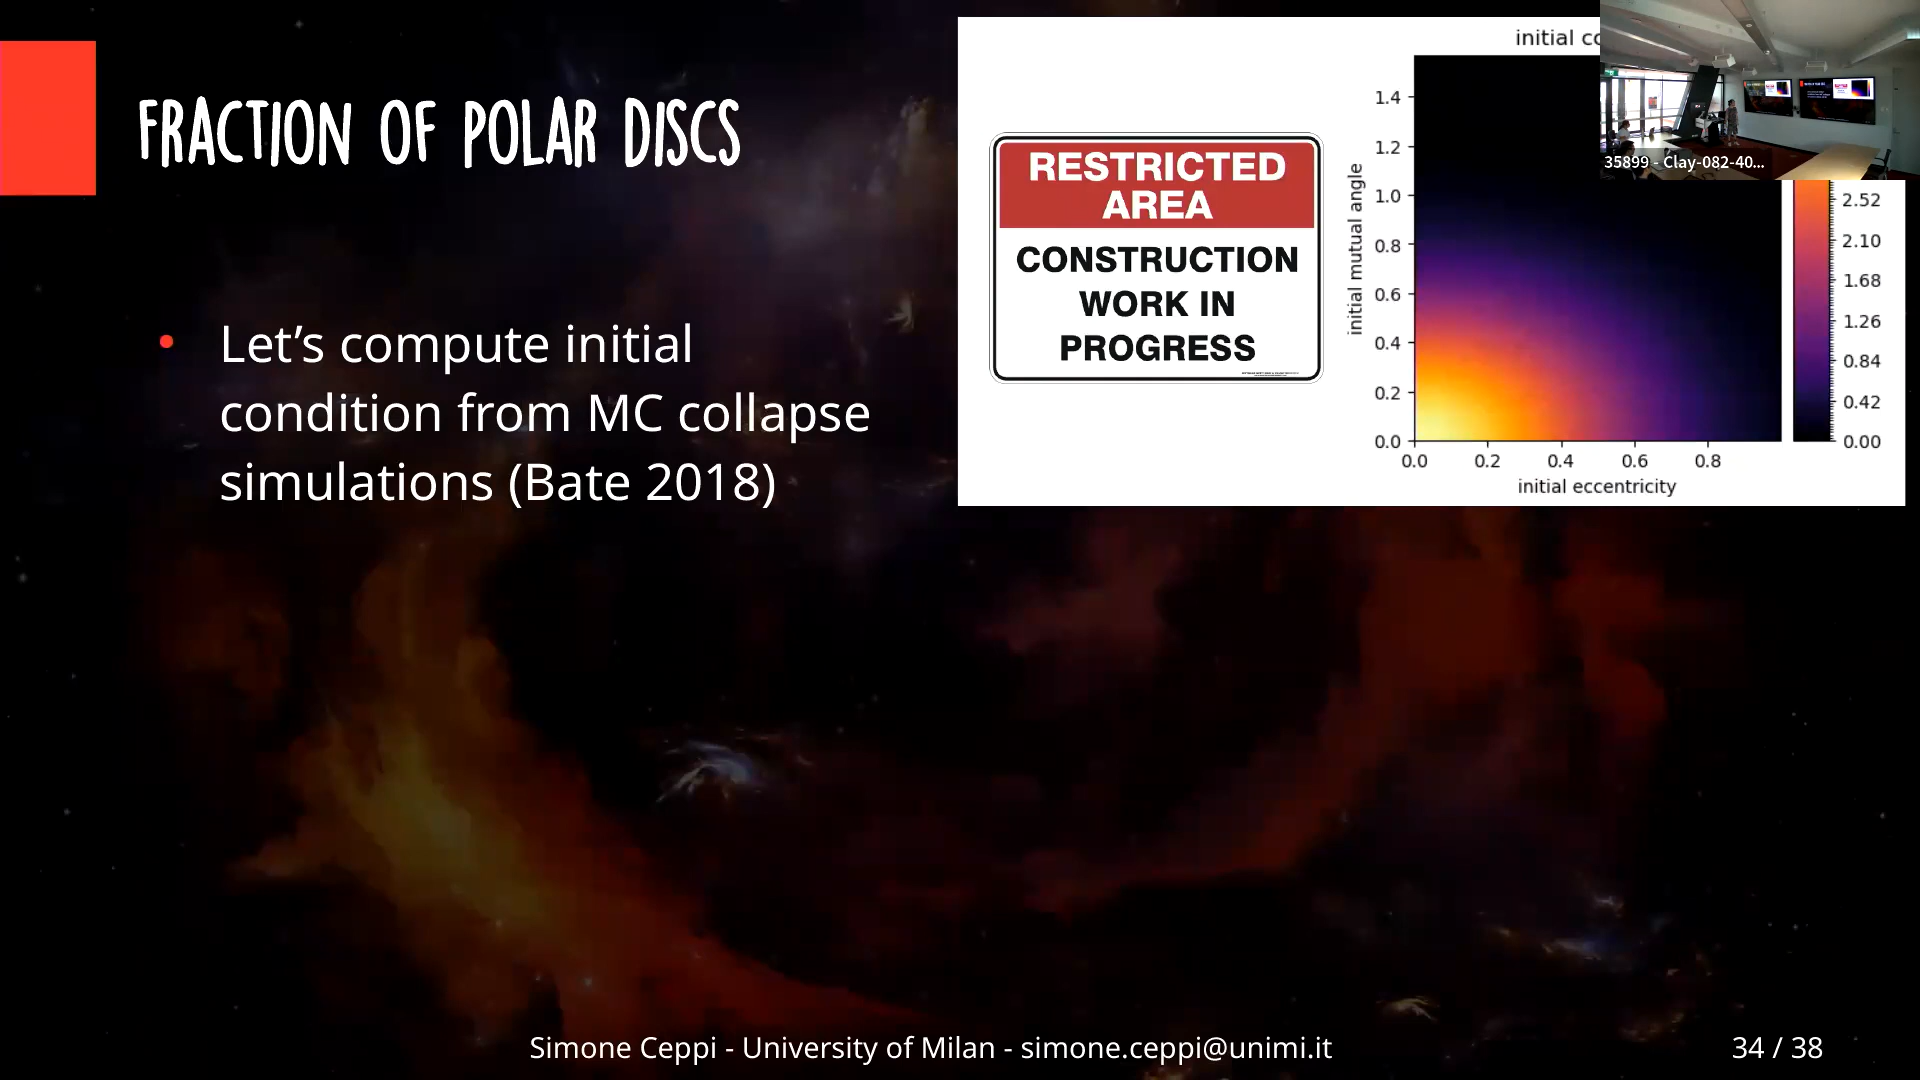 FRACTION OF POLAR DISCS
Let’s compute initial
condition from MC collapse
simulations (Bate 2018)
RESTRICTED
AREA
CONSTRUCTION
WORK IN
PROGRESS
initial
initial mutual angle
1.4
1.2
1.0
0.8
0.6
0.4
0.2
0.0
0.0 0.2 0.4 0.6 0.8
initial eccentricity
2.52
2.10
1.68
1.26
0.84
0.42
0.00
35899 - Clay-082-40...
Simone Ceppi - University of Milan - simone.ceppi@unimi.it
34 / 38